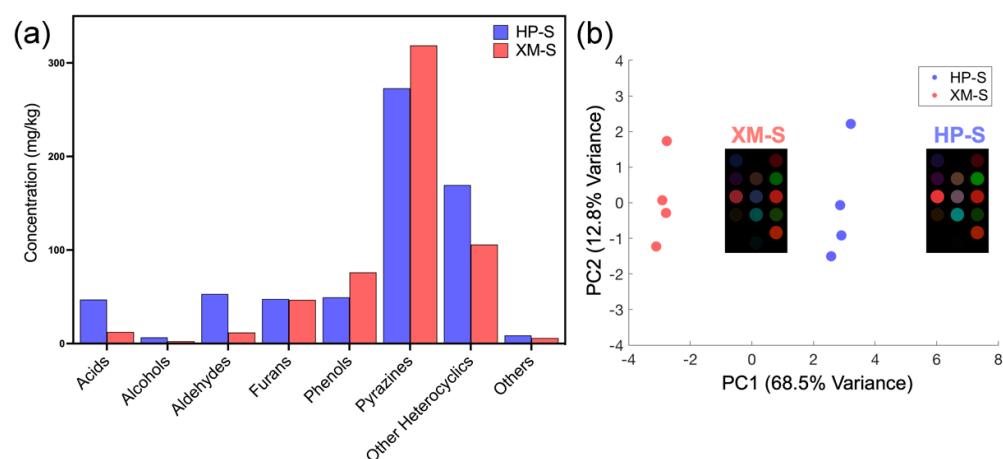 (a)
HP-S
XM-S
Concentration (mg/kg)
300
200
100
0
Acids
Alcohols
Aldehydes
Furans
Phenols
Pyrazines
Other Heterocyclics
Others
(b)
HP-S
XM-S
XM-S
HP-S
PC2 (12.8% Variance)
4
3
2
1
0
-1
-2
-3
-4
-4
-2
0
2
4
6
8
PC1 (68.5% Variance)